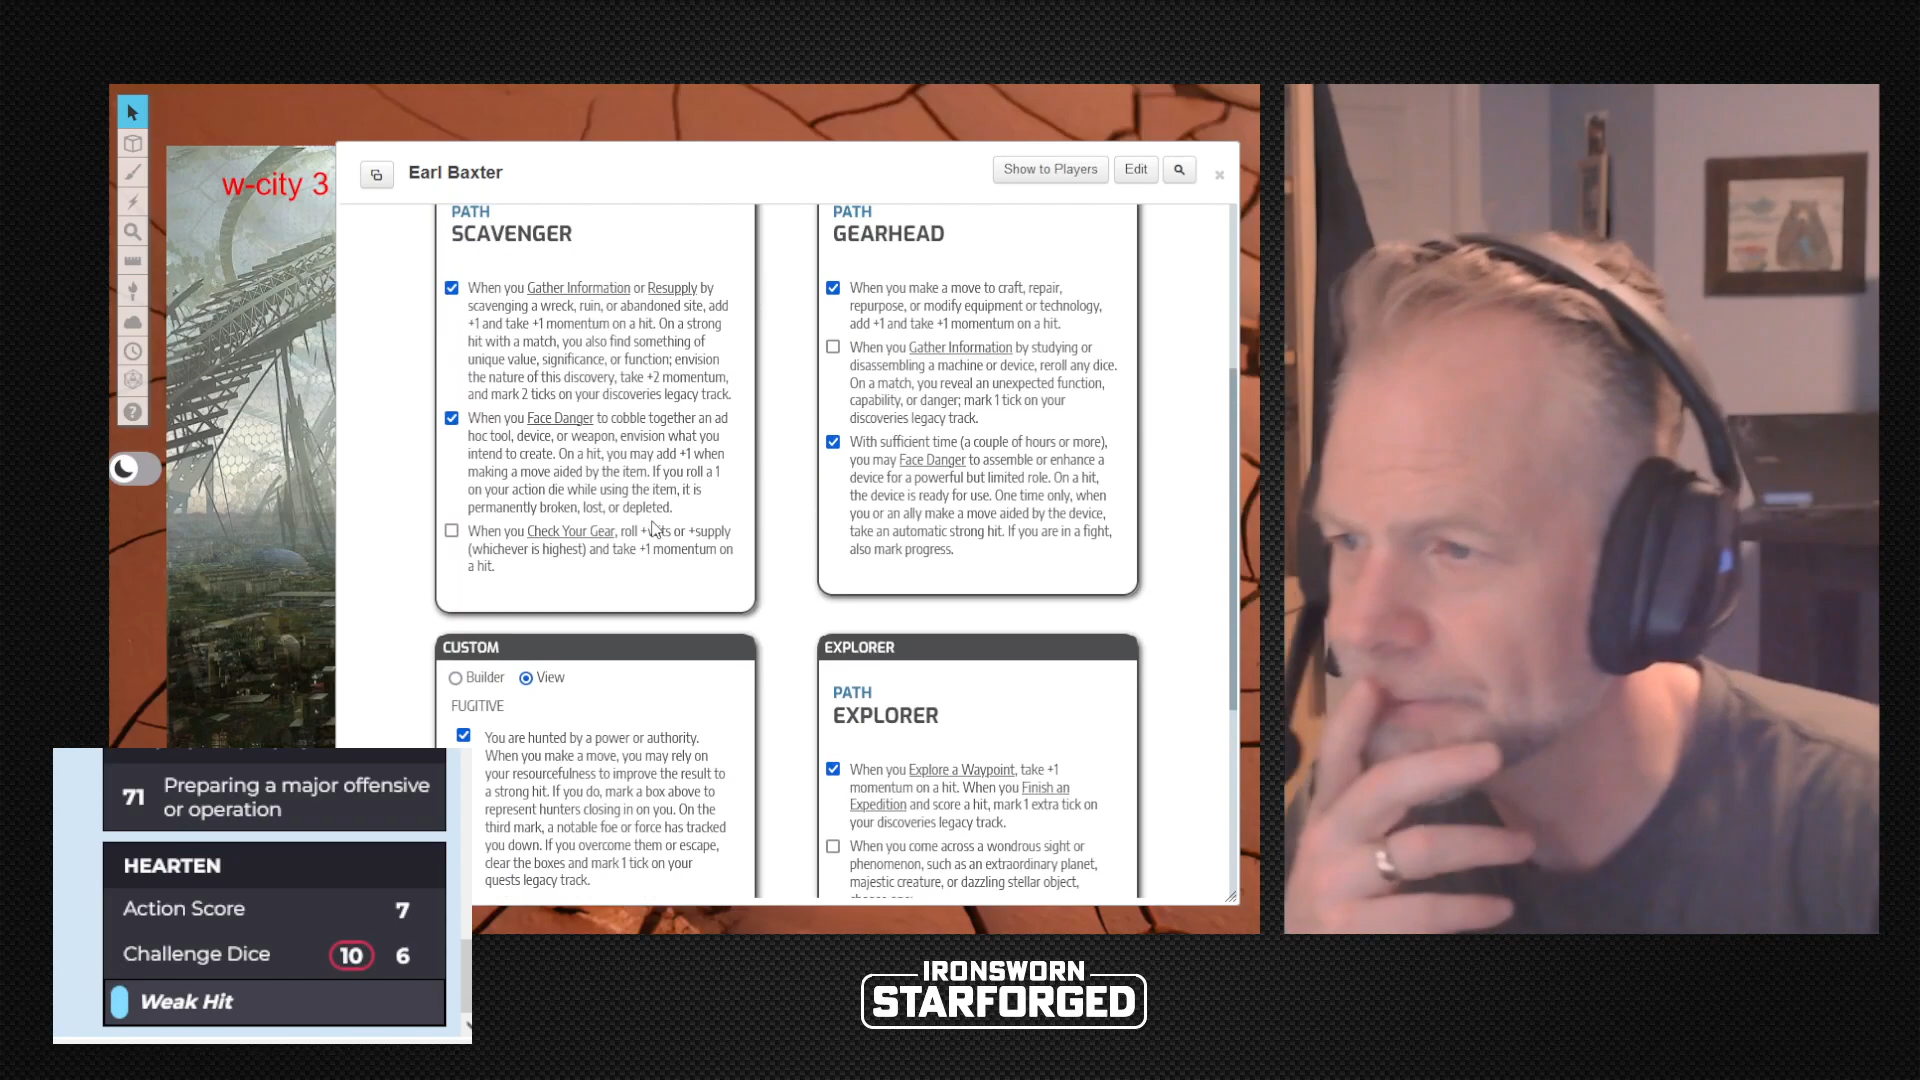 w-city 3
Earl Baxter
Show to Players
Edit
PATH
SCAVENGER
When you Gather Information or Resupply by
scavenging a wreck, ruin, or abandoned site, add
+1 and take +1 momentum on a hit. On a strong
hit with a match, you also find something of
unique value, significance, or function; envision
the nature of this discovery, take +2 momentum,
and mark 2 ticks on your discoveries legacy track.
When you Face Danger to cobble together an ad
hoc tool, device, or weapon, envision what you
intend to create. On a hit, you may add +1 when
making a move aided by the item. If you roll a 1
on your action die while using the item, it is
permanently broken, lost, or depleted.
When you Check Your Gear, roll or +supply
(whichever is highest) and take +1 momentum on
a hit.
PATH
GEARHEAD
When you make a move to craft, repair,
repurpose, or modify equipment or technology,
add +1 and take +1 momentum on a hit.
When you Gather Information by studying or
disassembling a machine or device, reroll any dice.
On a match, you reveal an unexpected function,
capability, or danger; mark 1 tick on your
discoveries legacy track.
With sufficient time (a couple of hours or more),
you may Face Danger to assemble or enhance a
device for a powerful but limited role. On a hit,
the device is ready for use. One time only, when
you or an ally make a move aided by the device,
take an automatic strong hit. If you are in a fight,
also mark progress.
CUSTOM
Builder View
FUGITIVE
You are hunted by a power or authority.
When you make a move, you may rely on
your resourcefulness to improve the result to
a strong hit. If you do, mark a box above to
represent hunters closing in on you. On the
third mark, a notable foe or force has tracked
you down. If you overcome them or escape,
clear the boxes and mark 1 tick on your
quests legacy track.
EXPLORER
PATH
EXPLORER
When you Explore a Waypoint, take +1
momentum on a hit. When you Finish an
Expedition and score a hit, mark 1 extra tick on
your discoveries legacy track.
When you come across a wondrous sight or
phenomenon, such as an extraordinary planet,
majestic creature, or dazzling stellar object,
71 Preparing a major offensive
or operation
HEARTEN
Action Score 7
Challenge Dice 10 6
Weak Hit
IRONSWORN
STARFORGED